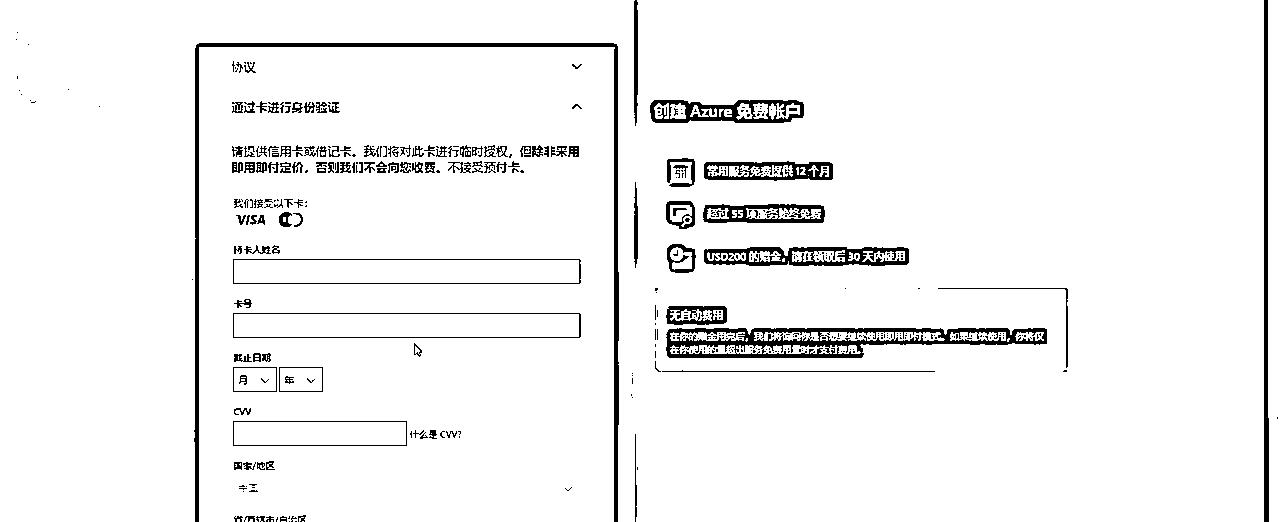 协议
通过卡进行身份验证
请提供信用卡或借记卡。我们将对此卡进行临时授权，但除非采用
即用即付定价，否则我们不会向您收费。不接受预付卡。
我们接受以下卡：
VISA
持卡人姓名
卡号
截止日期
月 年
CVV
什么是 CVV?
国家/地区
中国
省/直辖市/自治区
创建 Azure 免费帐户
常用服务免费提供 12 个月
超过 55 项服务始终免费
USD200 的赠金，请在领取后 30 天内使用
无自动费用
在你的赠金用完后，我们将询问你是否要继续使用即用即付模式。如果继续使用，你将仅
在你使用的量超出服务免费用量时才支付费用。